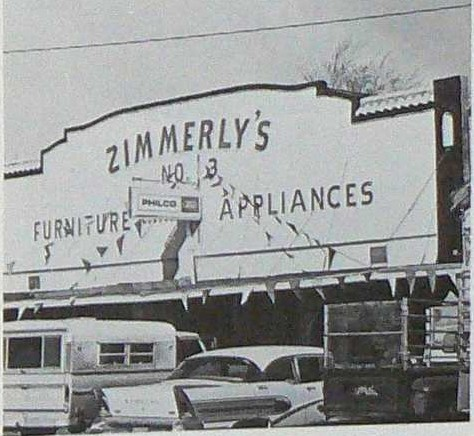 ZIMMERLY'S
NO. 3
PHILCO
FURNITURE APPLIANCES